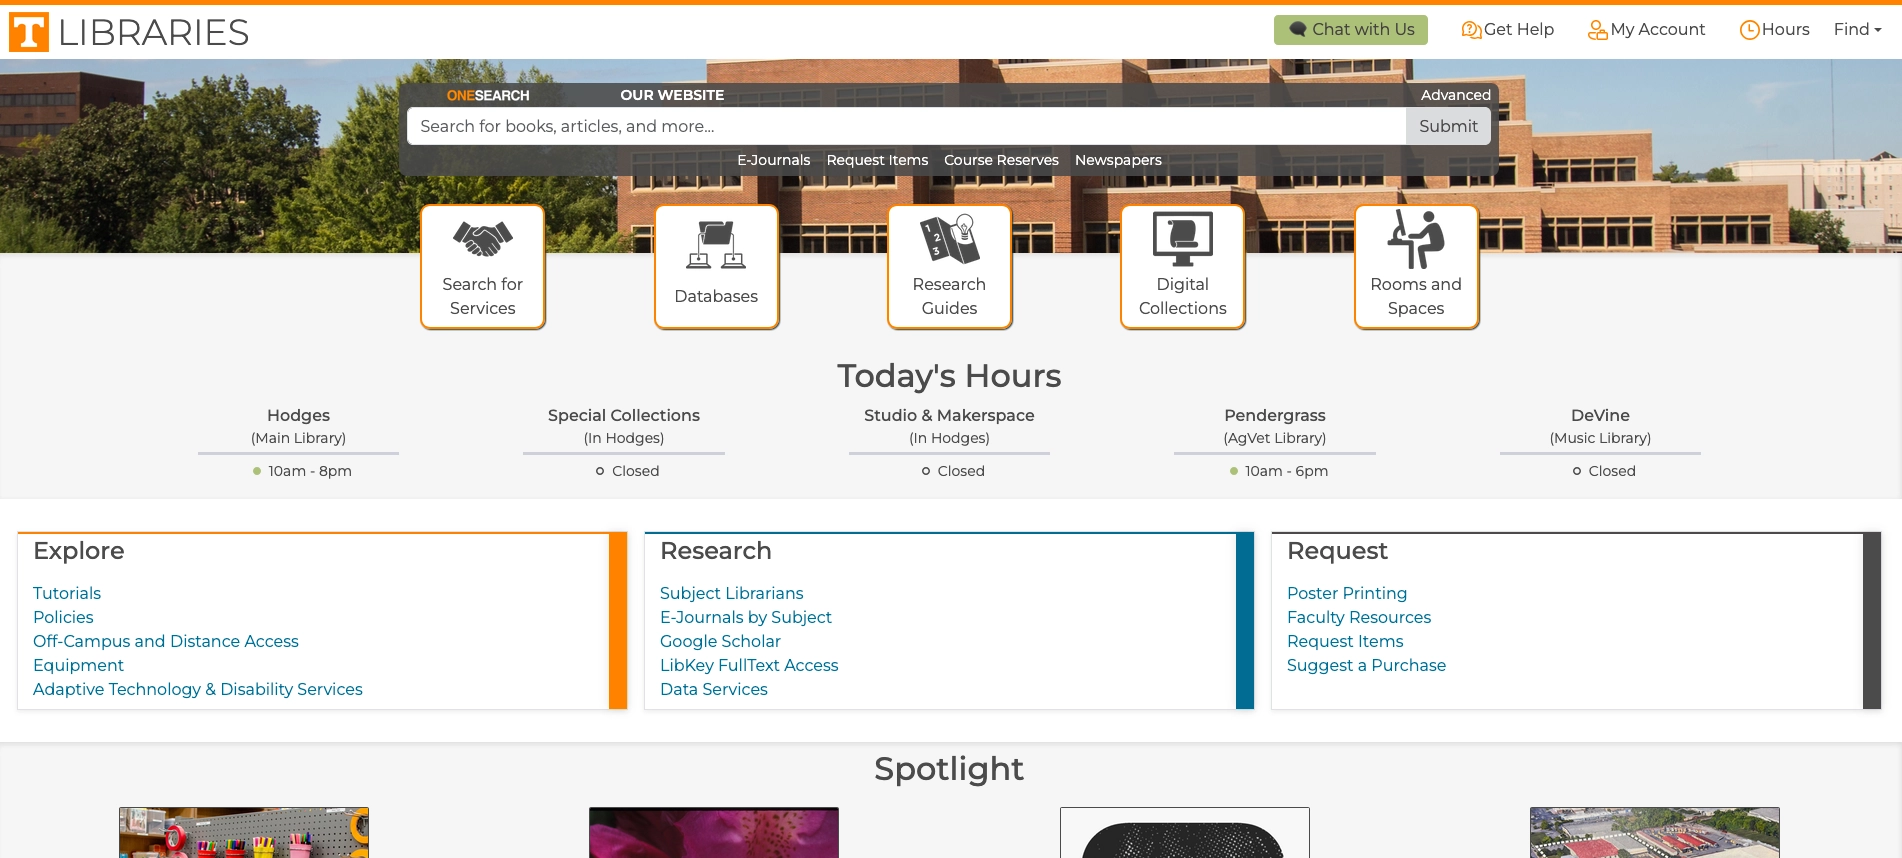 T LIBRARIES
Chat with Us
Get Help
My Account
Hours
Find
ONESEARCH
OUR WEBSITE
Advanced
Search for books, articles, and more...
Submit
E-Journals
Request Items
Course Reserves
Newspapers
Search for
Services
Databases
1
2
3
Research
Guides
Digital
Collections
Rooms and
Spaces
Today's Hours
Hodges
(Main Library)
10am - 8pm
Special Collections
(In Hodges)
Closed
Studio & Makerspace
(In Hodges)
Closed
Pendergrass
(AgVet Library)
10am - 6pm
DeVine
(Music Library)
Closed
Explore
Tutorials
Policies
Off-Campus and Distance Access
Equipment
Adaptive Technology & Disability Services
Research
Subject Librarians
E-Journals by Subject
Google Scholar
LibKey FullText Access
Data Services
Request
Poster Printing
Faculty Resources
Request Items
Suggest a Purchase
Spotlight